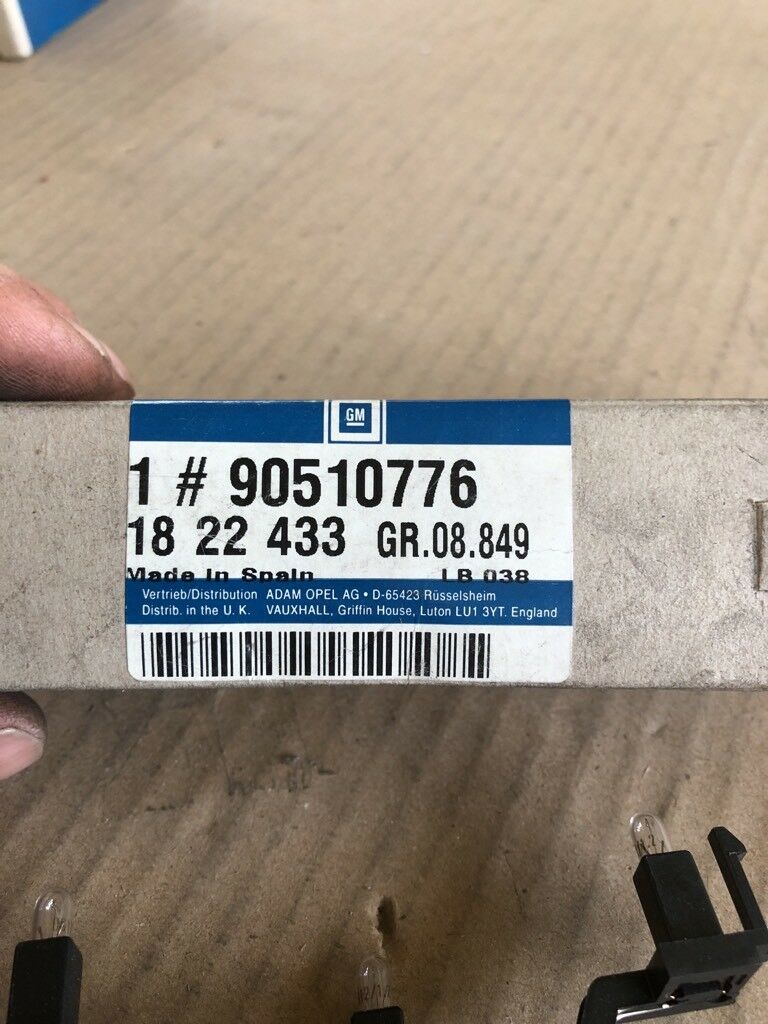 GM
1 # 90510776
18 22 433 GR.08.849
Made In Spain LB 038
Vertrieb/Distribution ADAM OPEL AG • D-65423 Rüsselsheim
Distrib. in the U. K. VAUXHALL, Griffin House, Luton LU1 3YT. England